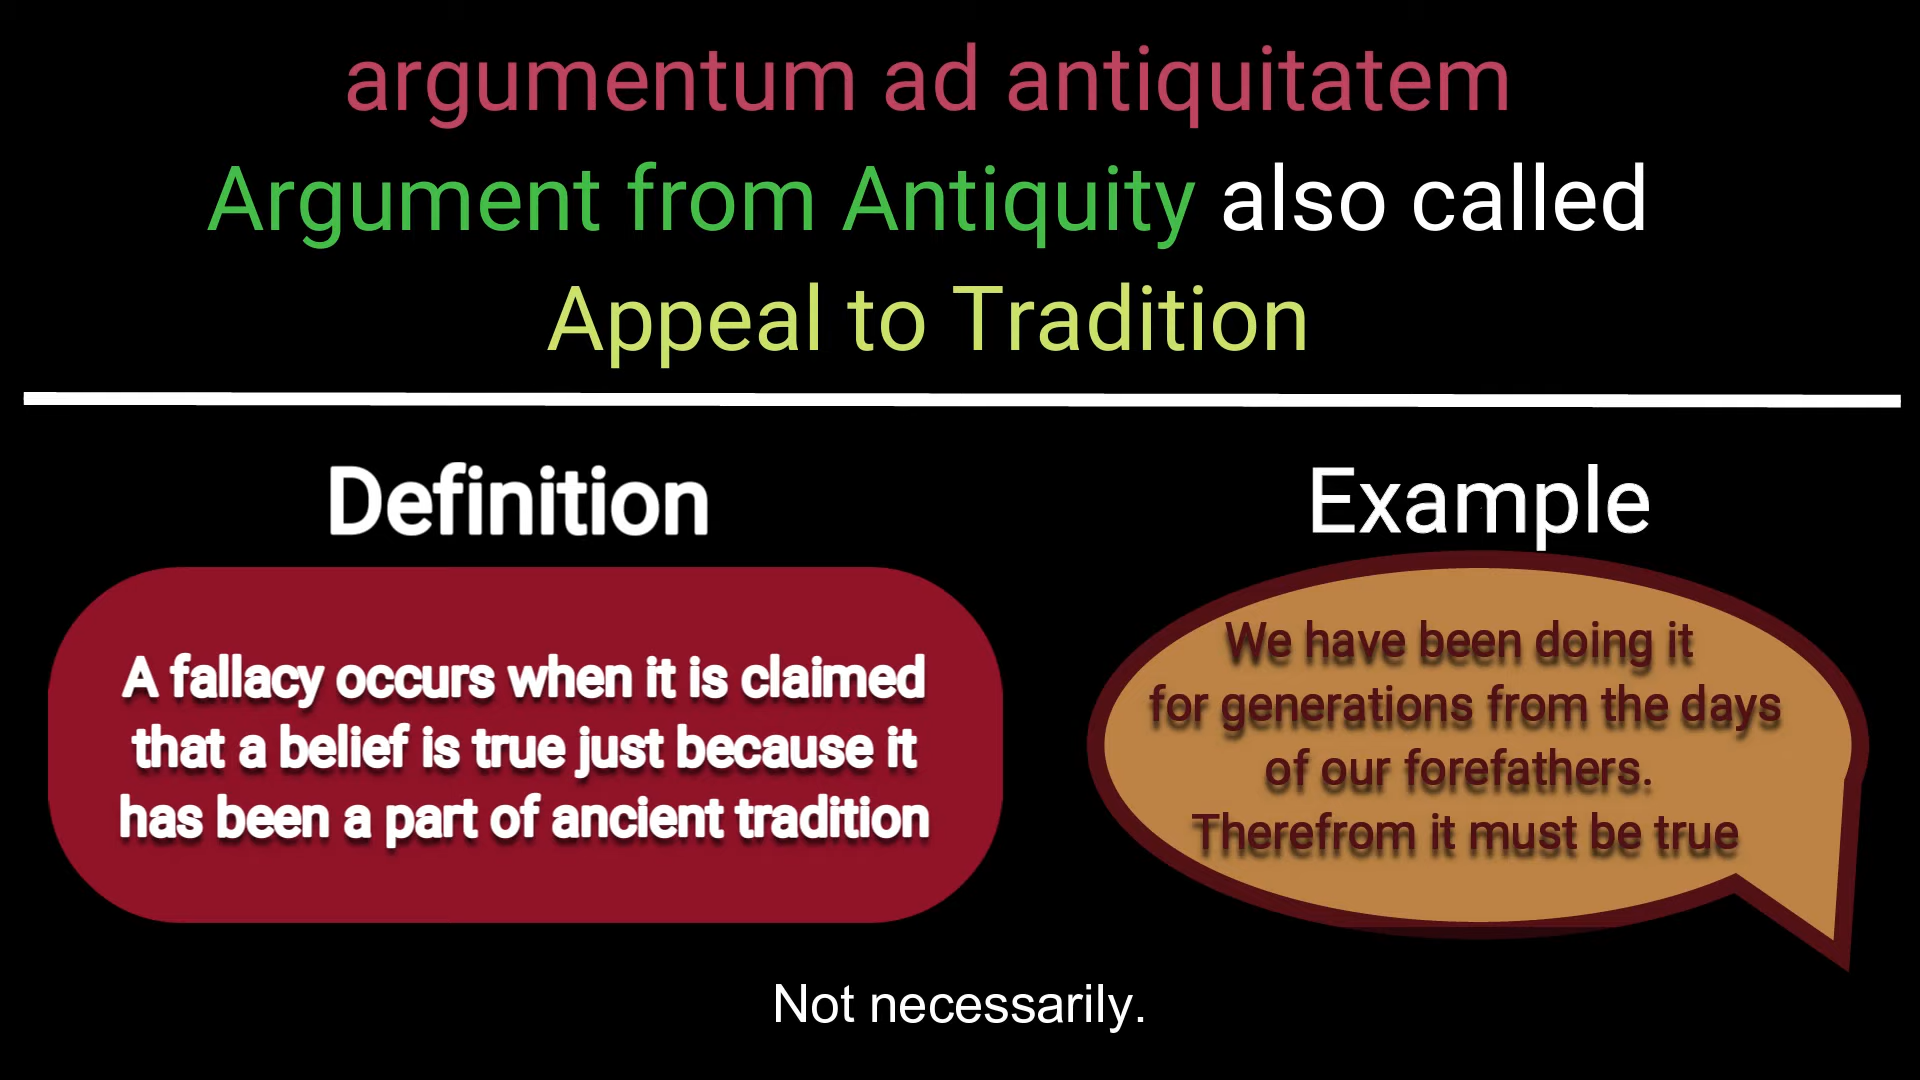 argumentum ad antiquitatem
Argument from Antiquity also called
Appeal to Tradition
Definition
A fallacy occurs when it is claimed
that a belief is true just because it
has been a part of ancient tradition
Example
We have been doing it
for generations from the days
of our forefathers.
Therefrom it must be true
Not necessarily.